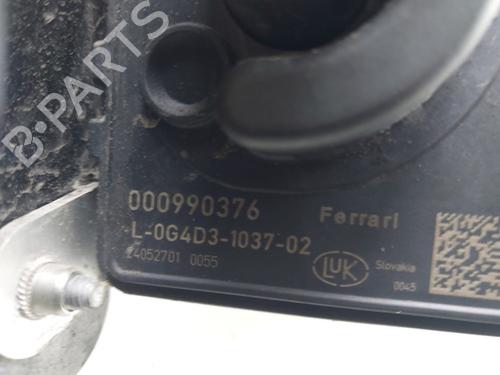 B-PARTS
000990376 Ferrari
L-0G4D3-1037-02
24052701 0055
LUK Slovakia
0045